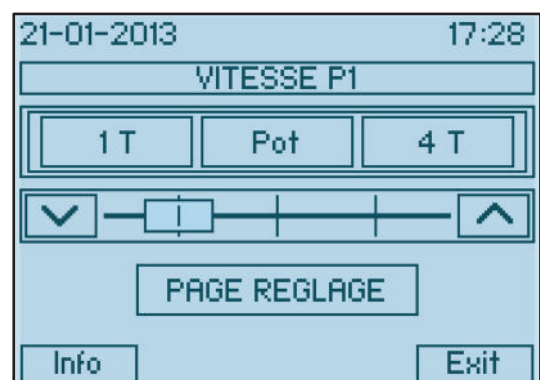 21-01-2013 17:28
VITESSE P1
1 T Pot 4 T
PAGE REGLAGE
Info Exit